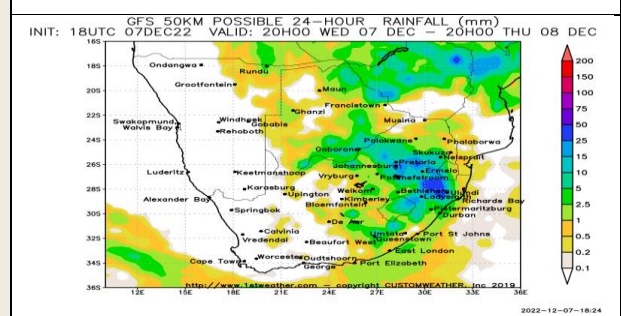 GFS 50KM POSSIBLE 24-HOUR RAINFALL (mm)
INIT: 18UTC 07DEC22 VALID: 20H00 WED 07 DEC - 20H00 THU 08 DEC
16S
18S
20S
22S
24S
26S
28S
30S
32S
34S
36S
Ondangwa
Rundu
Grootfontein
Maun
Francistown
Ghanzi
Musina
Swakopmund
Windhoek
Gobabis
Walvis Bay
Rehoboth
Polokwane
Phalaborwa
Gaborone
Skukuza
Pretoria
Nelspruit
Johannesburg
Luderitz
Keetmanshoop
Vryburg
Potchefstroom
Ermelo
Karasburg
Upington
Welkom
Bethlehem
Ulundi
Alexander Bay
Kimberley
Ladysmith
Richards Bay
Bloemfontein
Springbok
Pietermaritzburg
Durban
De Aar
Calvinia
Umtata
Port St Johns
Vredendal
Beaufort West
Queenstown
East London
Cape Town
Worcester
Oudtshoorn
George
Port Elizabeth
http://www.1stweather.com - copyright CUSTOMWEATHER, Inc 2019
12E 15E 18E 21E 24E 27E 30E 33E 36E
200
150
100
75
50
25
15
10
5
2.5
1
0.5
0.2
0.1
2022-12-07-18:24